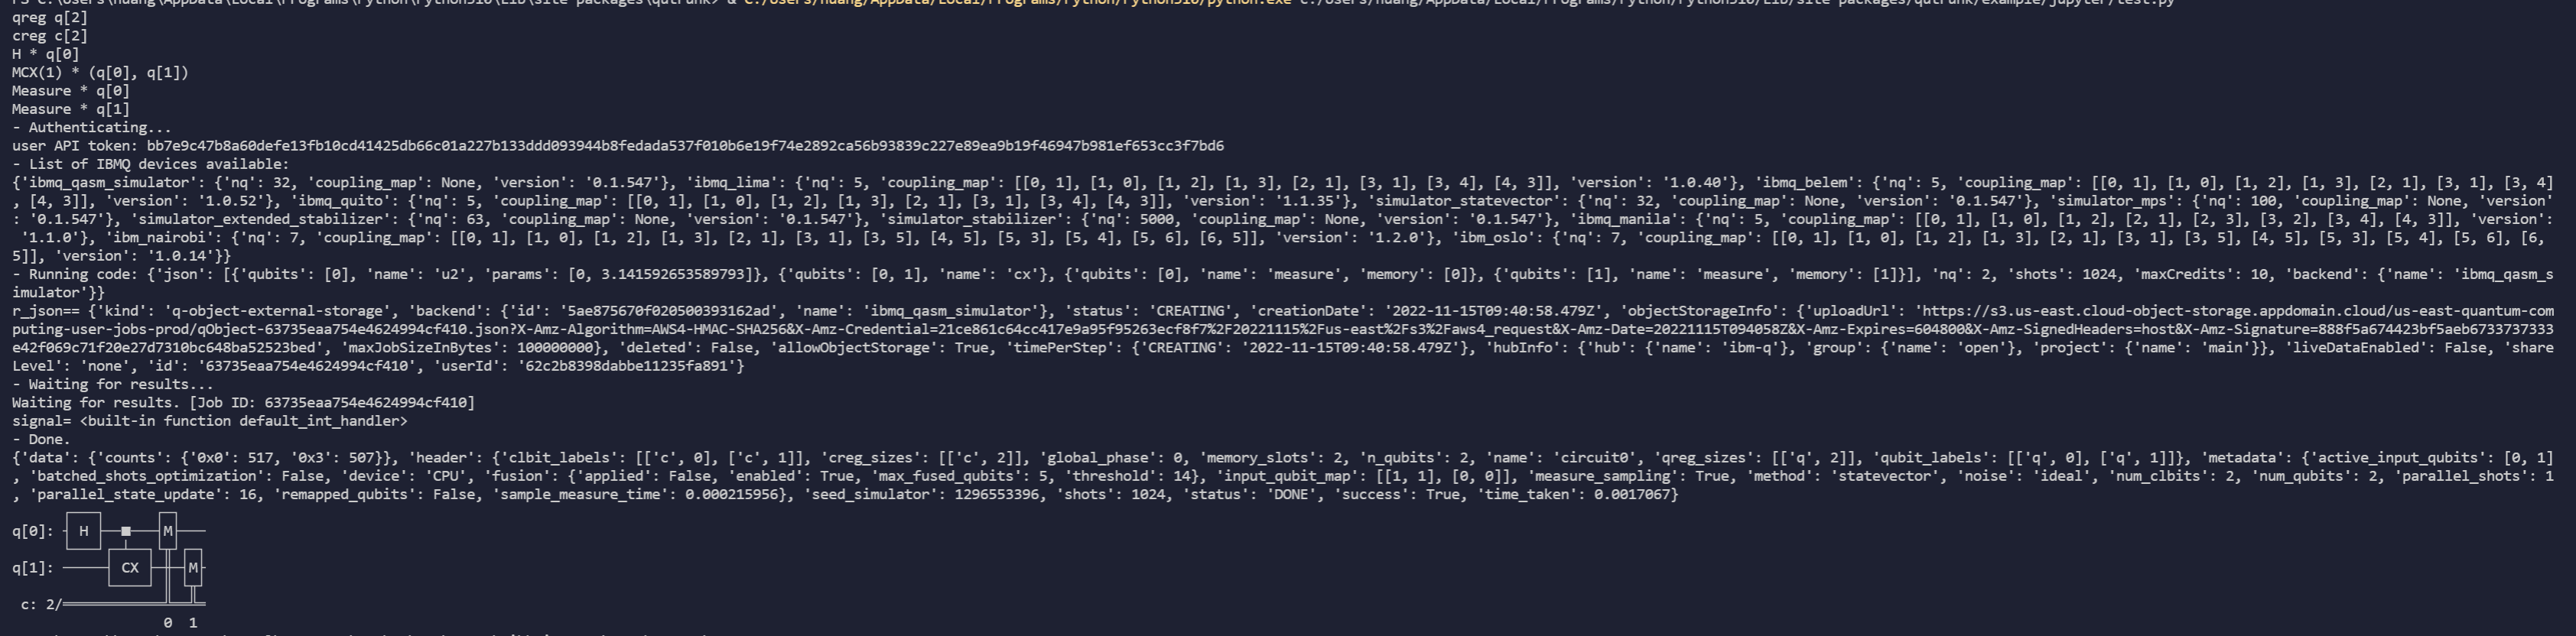 PS C:\Users\huang\AppData\Local\Programs\Python\Python310\Lib\site-packages\qutrunk> & C:/Users/huang/AppData/Local/Programs/Python/Python310/python.exe c:/Users/huang/AppData/Local/Programs/Python/Python310/Lib/site-packages/qutrunk/example/jupyter/test.py
qreg q[2]
creg c[2]
H * q[0]
MCX(1) * (q[0], q[1])
Measure * q[0]
Measure * q[1]
- Authenticating...
user API token: bb7e9c47b8a60defe13fb10cd41425db66c01a227b133ddd093944b8fedada537f010b6e19f74e2892ca56b93839c227e89ea9b19f46947b981ef653cc3f7bd6
- List of IBMQ devices available:
{'ibmq_qasm_simulator': {'nq': 32, 'coupling_map': None, 'version': '0.1.547'}, 'ibmq_lima': {'nq': 5, 'coupling_map': [[0, 1], [1, 0], [1, 2], [1, 3], [2, 1], [3, 1], [3, 4], [4, 3]], 'version': '1.0.40'}, 'ibmq_belem': {'nq': 5, 'coupling_map': [[0, 1], [1, 0], [1, 2], [1, 3], [2, 1], [3, 1], [3, 4]
, [4, 3]], 'version': '1.0.52'}, 'ibmq_quito': {'nq': 5, 'coupling_map': [[0, 1], [1, 0], [1, 2], [1, 3], [2, 1], [3, 1], [3, 4], [4, 3]], 'version': '1.1.35'}, 'simulator_statevector': {'nq': 32, 'coupling_map': None, 'version': '0.1.547'}, 'simulator_mps': {'nq': 100, 'coupling_map': None, 'version'
: '0.1.547'}, 'simulator_extended_stabilizer': {'nq': 63, 'coupling_map': None, 'version': '0.1.547'}, 'simulator_stabilizer': {'nq': 5000, 'coupling_map': None, 'version': '0.1.547'}, 'ibmq_manila': {'nq': 5, 'coupling_map': [[0, 1], [1, 0], [1, 2], [2, 1], [2, 3], [3, 2], [3, 4], [4, 3]], 'version':
'1.1.0'}, 'ibm_nairobi': {'nq': 7, 'coupling_map': [[0, 1], [1, 0], [1, 2], [1, 3], [2, 1], [3, 1], [3, 5], [4, 5], [5, 3], [5, 4], [5, 6], [6, 5]], 'version': '1.2.0'}, 'ibm_oslo': {'nq': 7, 'coupling_map': [[0, 1], [1, 0], [1, 2], [1, 3], [2, 1], [3, 1], [3, 5], [4, 5], [5, 3], [5, 4], [5, 6], [6,
5]], 'version': '1.0.14'}}
- Running code: {'json': [{'qubits': [0], 'name': 'u2', 'params': [0, 3.141592653589793]}, {'qubits': [0, 1], 'name': 'cx'}, {'qubits': [0], 'name': 'measure', 'memory': [0]}, {'qubits': [1], 'name': 'measure', 'memory': [1]}], 'nq': 2, 'shots': 1024, 'maxCredits': 10, 'backend': {'name': 'ibmq_qasm_s
imulator'}}
r_json== {'kind': 'q-object-external-storage', 'backend': {'id': '5ae875670f020500393162ad', 'name': 'ibmq_qasm_simulator'}, 'status': 'CREATING', 'creationDate': '2022-11-15T09:40:58.479Z', 'objectStorageInfo': {'uploadUrl': 'https://s3.us-east.cloud-object-storage.appdomain.cloud/us-east-quantum-com
puting-user-jobs-prod/qObject-63735eaa754e4624994cf410.json?X-Amz-Algorithm=AWS4-HMAC-SHA256&X-Amz-Credential=21ce861c64cc417e9a95f95263ecf8f7%2F20221115%2Fus-east%2Fs3%2Faws4_request&X-Amz-Date=20221115T094058Z&X-Amz-Expires=604800&X-Amz-SignedHeaders=host&X-Amz-Signature=888f5a674423bf5aeb6733737333
e42f069c71f20e27d7310bc648ba52523bed', 'maxJobSizeInBytes': 100000000}, 'deleted': False, 'allowObjectStorage': True, 'timePerStep': {'CREATING': '2022-11-15T09:40:58.479Z'}, 'hubInfo': {'hub': {'name': 'ibm-q'}, 'group': {'name': 'open'}, 'project': {'name': 'main'}}, 'liveDataEnabled': False, 'share
Level': 'none', 'id': '63735eaa754e4624994cf410', 'userId': '62c2b8398dabbe11235fa891'}
- Waiting for results...
Waiting for results. [Job ID: 63735eaa754e4624994cf410]
signal= <built-in function default_int_handler>
- Done.
{'data': {'counts': {'0x0': 517, '0x3': 507}}, 'header': {'clbit_labels': [['c', 0], ['c', 1]], 'creg_sizes': [['c', 2]], 'global_phase': 0, 'memory_slots': 2, 'n_qubits': 2, 'name': 'circuit0', 'qreg_sizes': [['q', 2]], 'qubit_labels': [['q', 0], ['q', 1]]}, 'metadata': {'active_input_qubits': [0, 1]
, 'batched_shots_optimization': False, 'device': 'CPU', 'fusion': {'applied': False, 'enabled': True, 'max_fused_qubits': 5, 'threshold': 14}, 'input_qubit_map': [[1, 1], [0, 0]], 'measure_sampling': True, 'method': 'statevector', 'noise': 'ideal', 'num_clbits': 2, 'num_qubits': 2, 'parallel_shots': 1
, 'parallel_state_update': 16, 'remapped_qubits': False, 'sample_measure_time': 0.000215956}, 'seed_simulator': 1296553396, 'shots': 1024, 'status': 'DONE', 'success': True, 'time_taken': 0.0017067}
q[0]: H M
q[1]: CX M
c: 2/
0 1